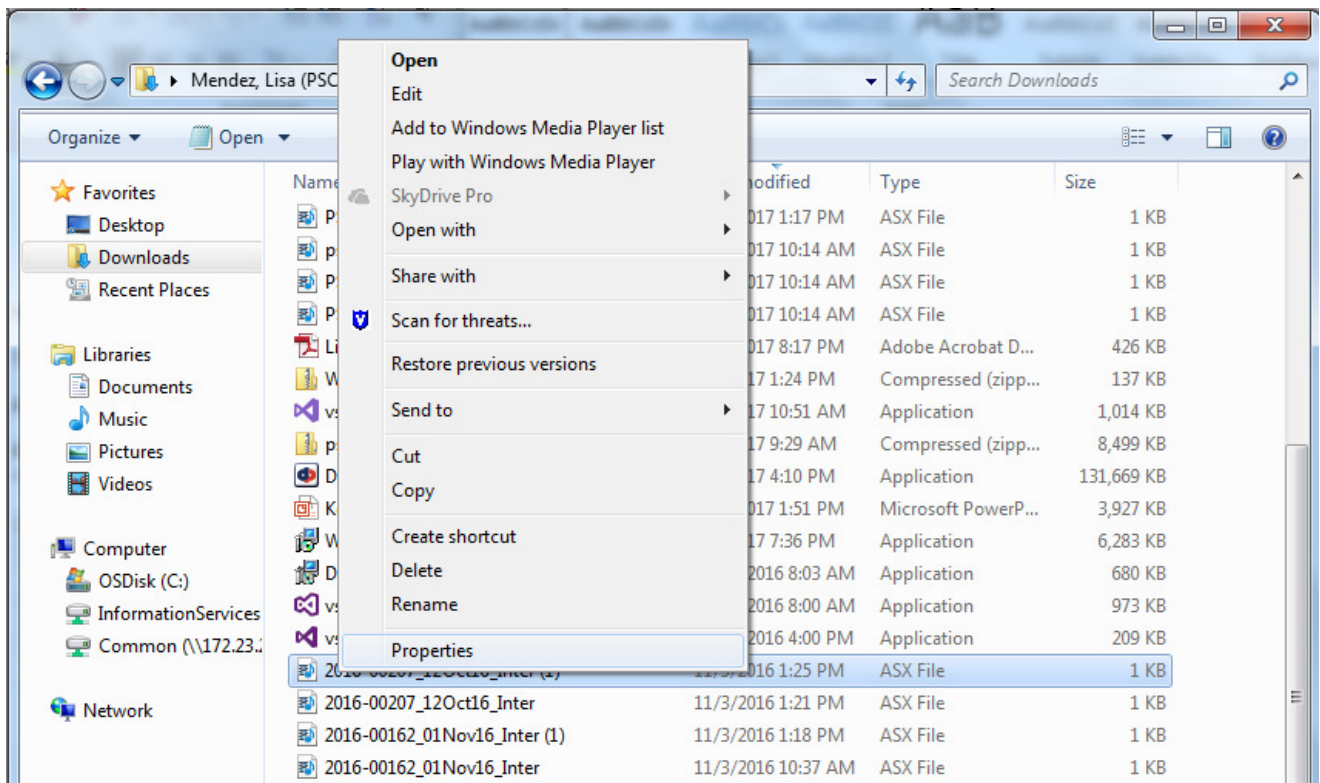 Mendez, Lisa (PSC
Search Downloads
Organize
Open
Favorites
Desktop
Downloads
Recent Places
Libraries
Documents
Music
Pictures
Videos
Computer
OSDisk (C:)
InformationServices
Common (\\172.23.2
Network
Open
Edit
Add to Windows Media Player list
Play with Windows Media Player
SkyDrive Pro
Open with
Share with
Scan for threats...
Restore previous versions
Send to
Cut
Copy
Create shortcut
Delete
Rename
Properties
Name modified Type Size
P 017 1:17 PM ASX File 1 KB
p 017 10:14 AM ASX File 1 KB
P 017 10:14 AM ASX File 1 KB
P 017 10:14 AM ASX File 1 KB
Li 017 8:17 PM Adobe Acrobat D... 426 KB
W 17 1:24 PM Compressed (zipp... 137 KB
vs 17 10:51 AM Application 1,014 KB
p 17 9:29 AM Compressed (zipp... 8,499 KB
D 17 4:10 PM Application 131,669 KB
K 017 1:51 PM Microsoft PowerP... 3,927 KB
W 17 7:36 PM Application 6,283 KB
D 2016 8:03 AM Application 680 KB
vs 2016 8:00 AM Application 973 KB
vs 2016 4:00 PM Application 209 KB
2016-00207_12Oct16_Inter (1) 11/3/2016 1:25 PM ASX File 1 KB
2016-00207_12Oct16_Inter 11/3/2016 1:21 PM ASX File 1 KB
2016-00162_01Nov16_Inter (1) 11/3/2016 1:18 PM ASX File 1 KB
2016-00162_01Nov16_Inter 11/3/2016 10:37 AM ASX File 1 KB